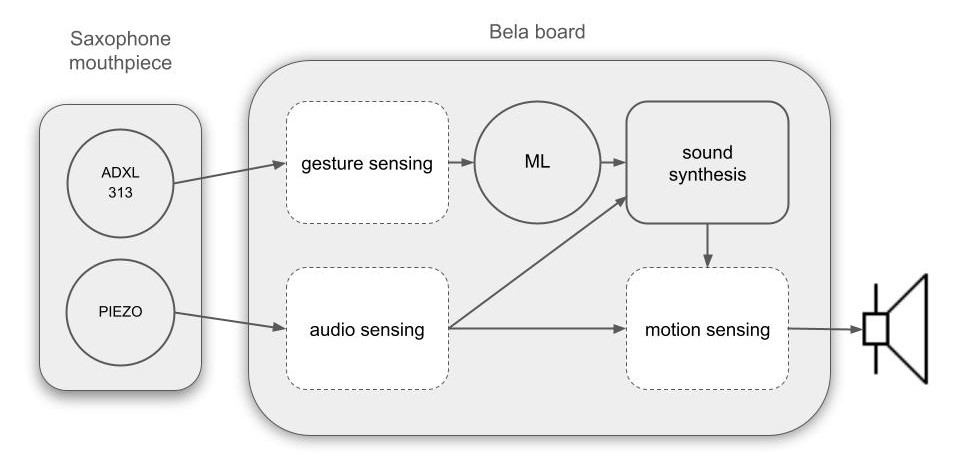 Saxophone
mouthpiece
Bela board
ADXL
313
gesture sensing
ML
sound
synthesis
PIEZO
audio sensing
motion sensing